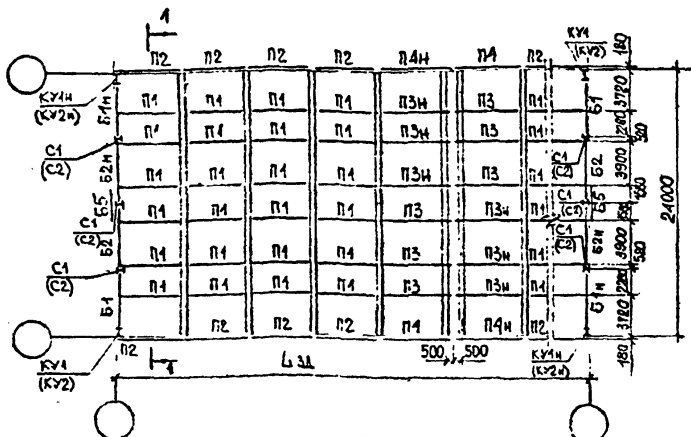 1
П2 П2 П2 П2 П4Н П4 П2
КУ1
(КУ2)
180
КУ1Н
(КУ2Н)
Б1Н
П1 П1 П1 П1 П3Н П3 П1
Б1
3720
П1 П1 П1 П1 П3Н П3 П1
2280
520
С1
(С2)
Б2Н
П1 П1 П1 П1 П3Н П3 П1
С1
(С2)
Б2
3900
Б5
П1 П1 П1 П1 П3 П3Н П1
С1
(С2)
Б5
24000
С1
(С2)
Б2
П1 П1 П1 П1 П3 П3Н П1
С1
(С2)
Б2Н
3900
580
С1
(С2)
П1 П1 П1 П1 П3 П3Н П1
2280
Б1
Б1Н
3720
П2 П2 П2 П2 П4 П4Н П2
180
КУ1
(КУ2)
1
500 500
КУ1Н
(КУ2Н)